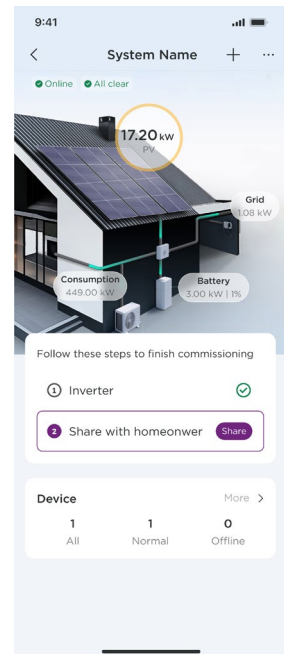 9:41
System Name
Online All clear
17.20 kW
PV
Grid
1.08 kW
Consumption
449.00 kW
Battery
3.00 kW | 1%
Follow these steps to finish commissioning
1 Inverter
2 Share with homeonwer Share
Device More
1 1 0
All Normal Offline